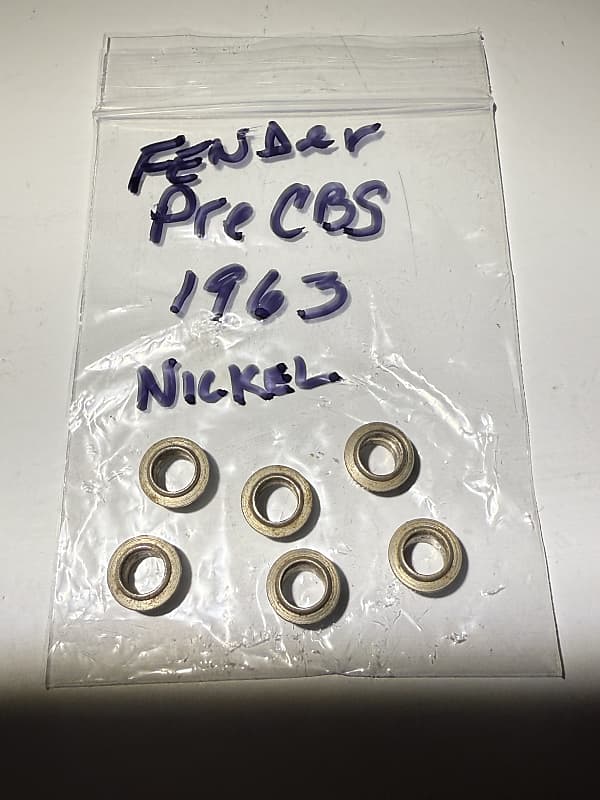 FENDer
Pre CBS
1963
NICKEL